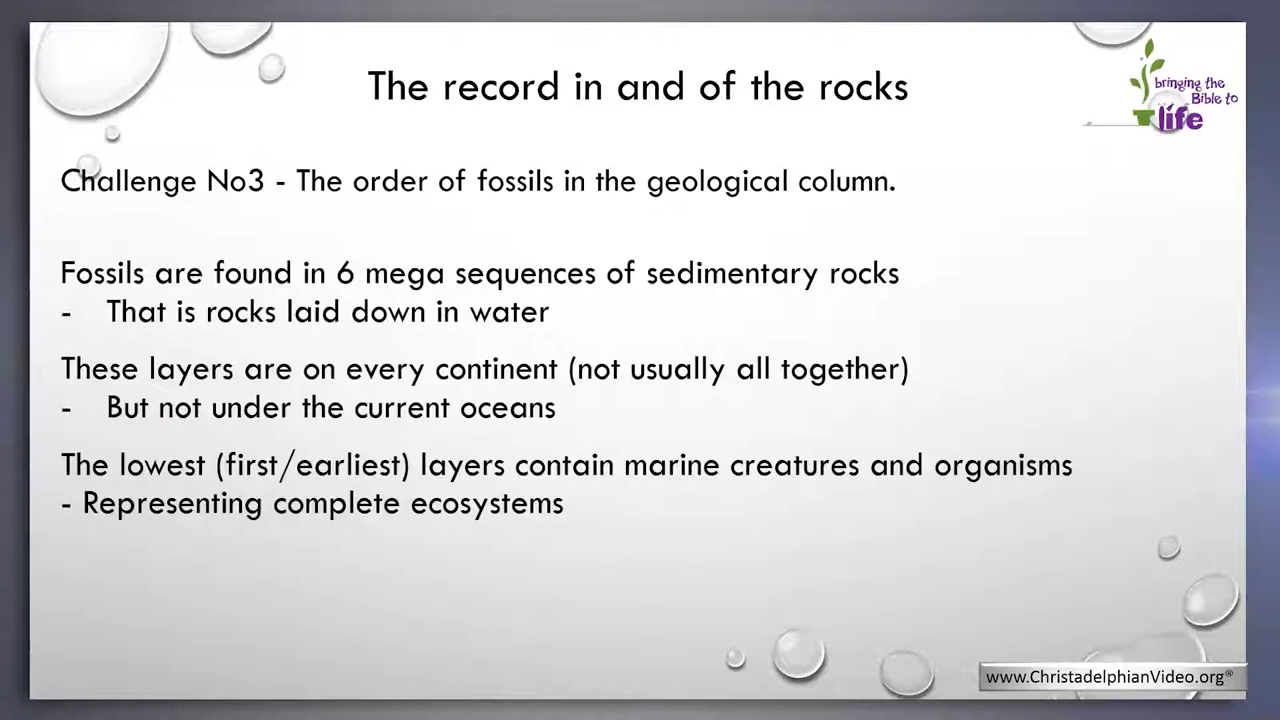 The record in and of the rocks
bringing the
Bible to
life
Challenge No3 - The order of fossils in the geological column.
Fossils are found in 6 mega sequences of sedimentary rocks
- That is rocks laid down in water
These layers are on every continent (not usually all together)
- But not under the current oceans
The lowest (first/earliest) layers contain marine creatures and organisms
- Representing complete ecosystems
www.ChristadelphianVideo.org®